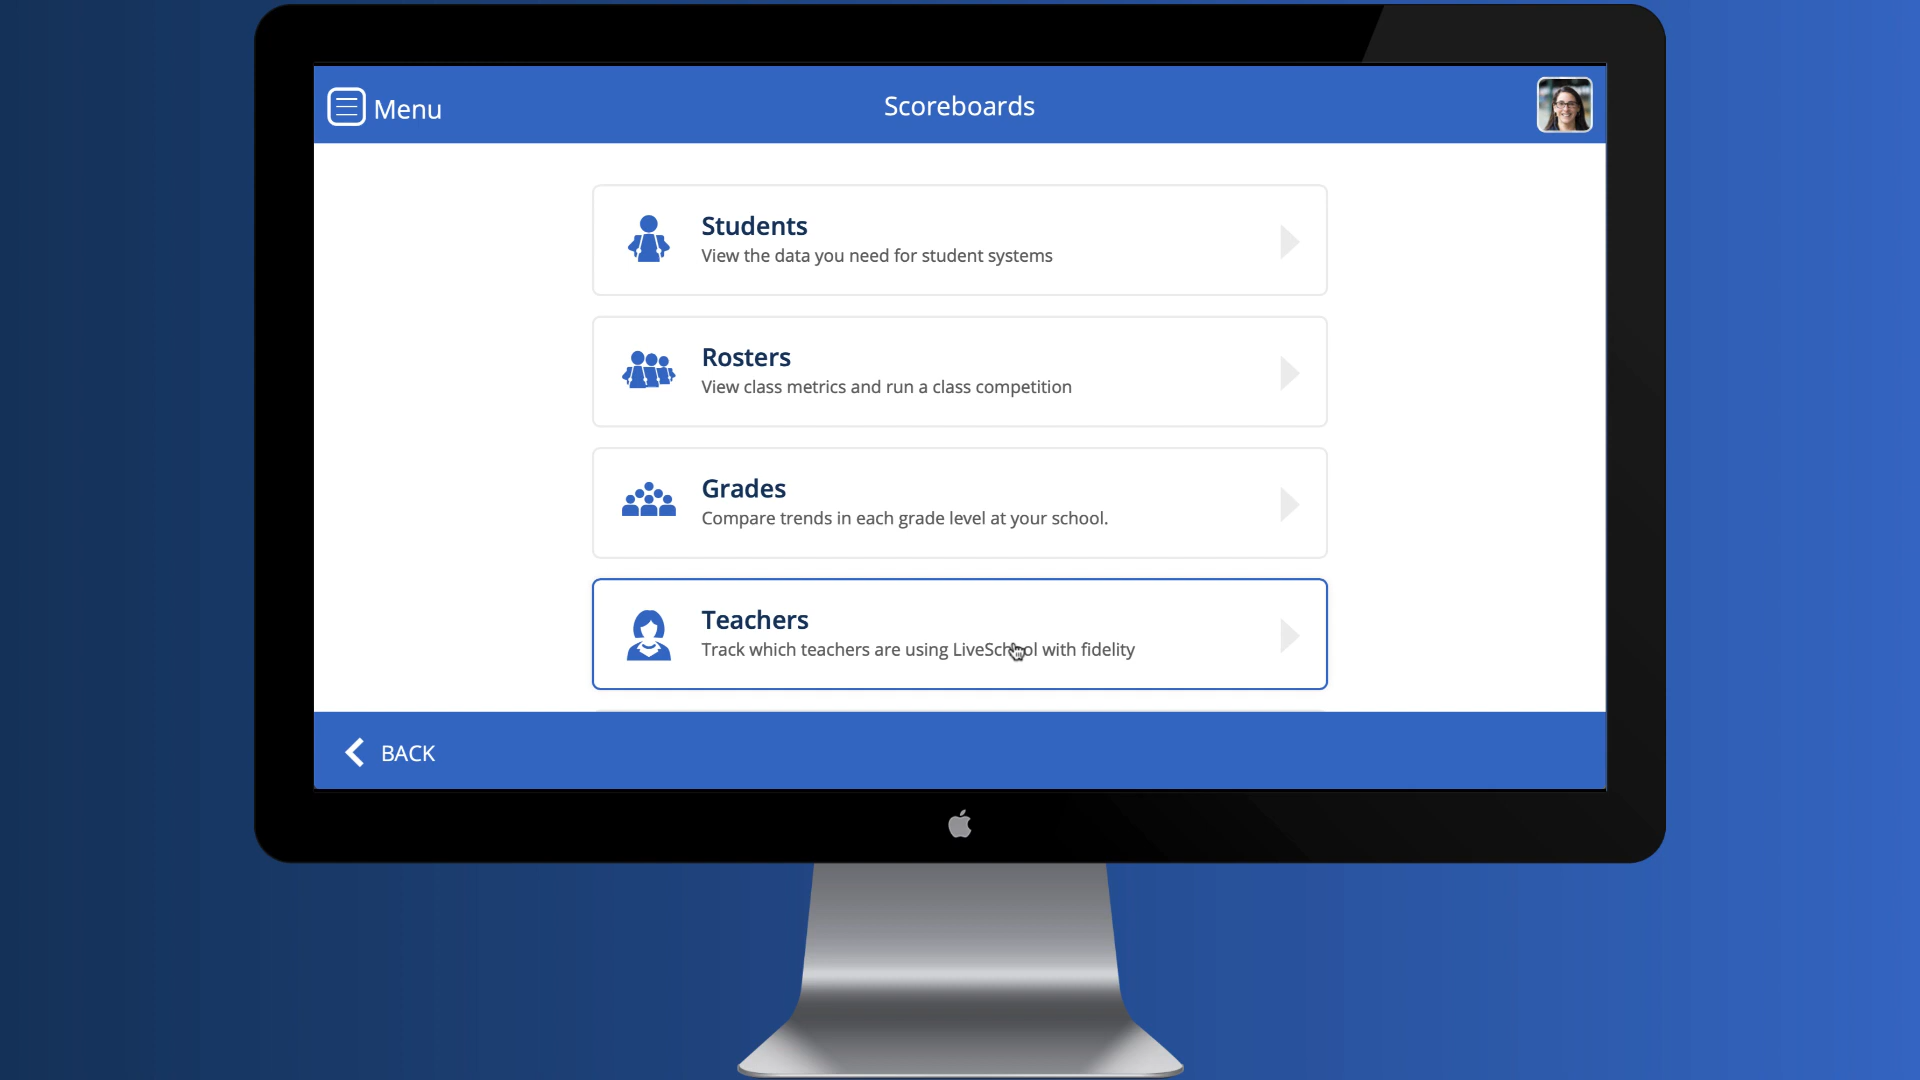 Menu
Scoreboards
Students
View the data you need for student systems
Rosters
View class metrics and run a class competition
Grades
Compare trends in each grade level at your school.
Teachers
Track which teachers are using LiveSchool with fidelity
BACK